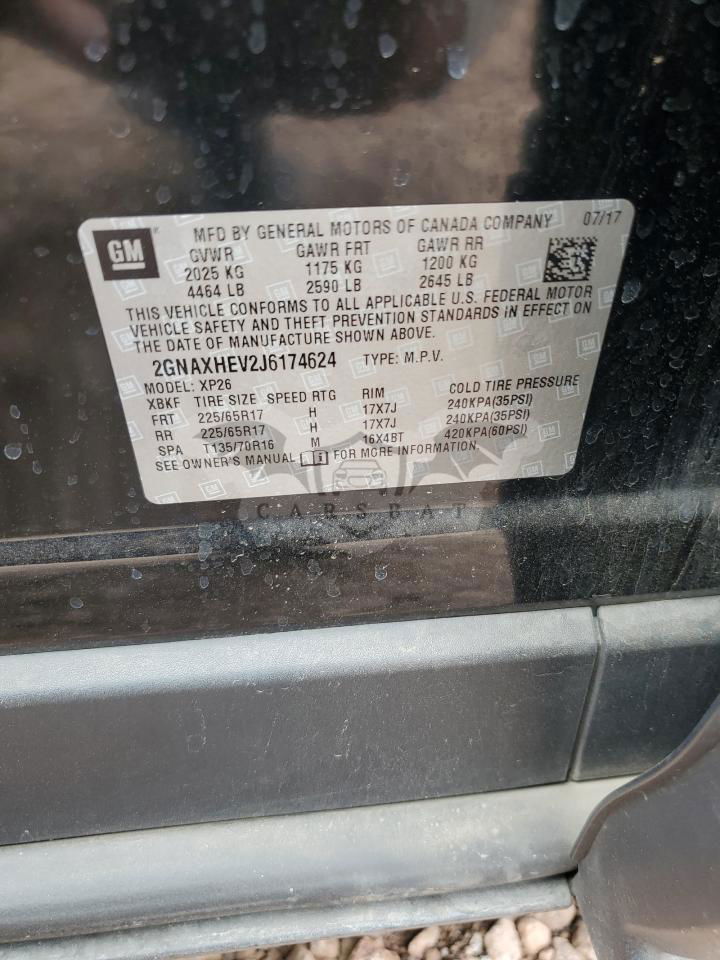 GM
MFD BY GENERAL MOTORS OF CANADA COMPANY 07/17
GVWR GAWR FRT GAWR RR
2025 KG 1175 KG 1200 KG
4464 LB 2590 LB 2645 LB
THIS VEHICLE CONFORMS TO ALL APPLICABLE U.S. FEDERAL MOTOR
VEHICLE SAFETY AND THEFT PREVENTION STANDARDS IN EFFECT ON
THE DATE OF MANUFACTURE SHOWN ABOVE.
2GNAXHEV2J6174624 TYPE: M.P.V.
MODEL: XP26
XBKF TIRE SIZE SPEED RTG RIM COLD TIRE PRESSURE
FRT 225/65R17 H 17X7J 240KPA(35PSI)
RR 225/65R17 H 17X7J 240KPA(35PSI)
SPA T135/70R16 M 16X4BT 420KPA(60PSI)
SEE OWNER'S MANUAL i FOR MORE INFORMATION.
CARSBAT